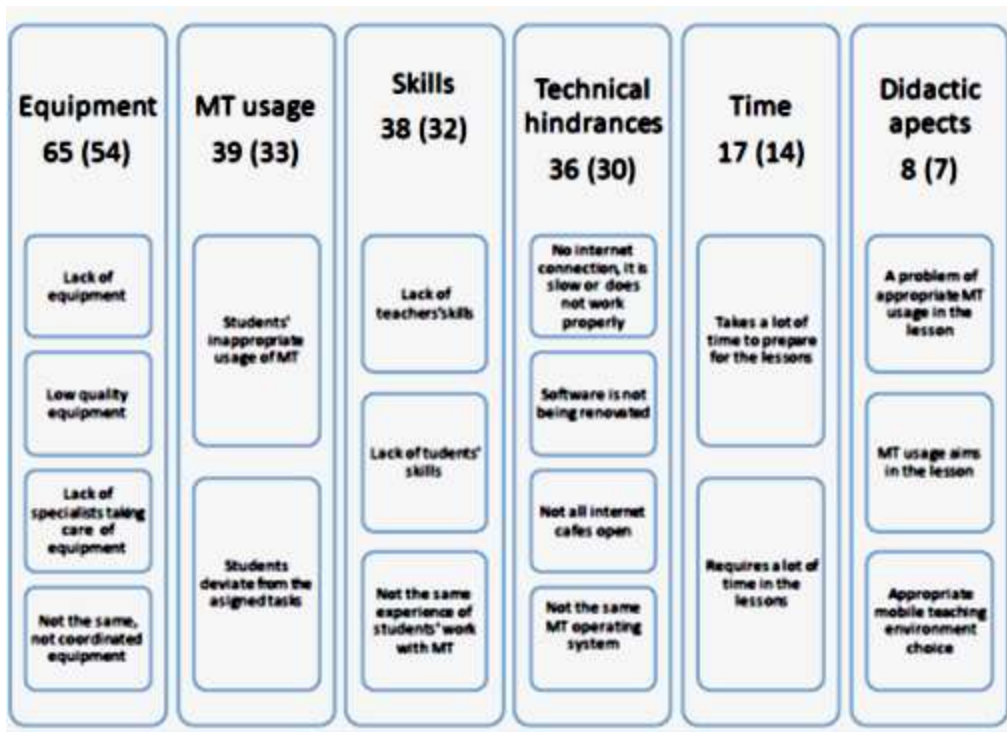 Equipment
65 (54)
Lack of
equipment
Low quality
equipment
Lack of
specialists taking
care of
equipment
Not the same,
not coordinated
equipment
MT usage
39 (33)
Students'
inappropriate
usage of MT
Students
deviate from the
asigned tasks
Skills
38 (32)
Lack of
teachers'skills
Lack of tudents'
skills
Not the same
experience of
students' work
with MT
Technical
hindrances
36 (30)
No internet
connection, it is
slow or does
not work
properly
Software is not
being renovated
Not all internet
cafes open
Not the same
MT operating
system
Time
17 (14)
Takes a lot of
time to prepare
for the lessons
Requires a lot of
time in the
lessons
Didactic
apects
8 (7)
A problem of
appropriate MT
usage in the
lesson
MT usage aims
in the lesson
Appropriate
mobile teaching
environment
choice